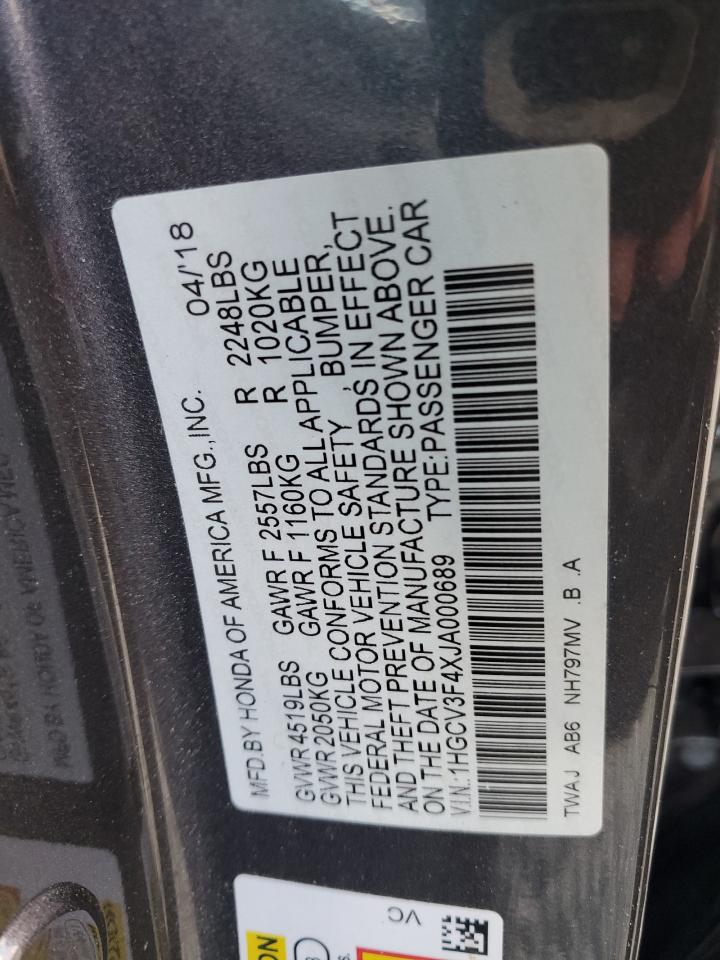 MFD.BY HONDA OF AMERICA MFG.,INC. 04/'18
GVWR 4519LBS GAWR F 2557LBS R 2248LBS
GVWR 2050KG GAWR F 1160KG R 1020KG
THIS VEHICLE CONFORMS TO ALL APPLICABLE
FEDERAL MOTOR VEHICLE SAFETY , BUMPER,
AND THEFT PREVENTION STANDARDS IN EFFECT
ON THE DATE OF MANUFACTURE SHOWN ABOVE.
V.I.N.:1HGCV3F4XJA000689 TYPE:PASSENGER CAR
TWAJ AB6 NH797MV .B .A
VC